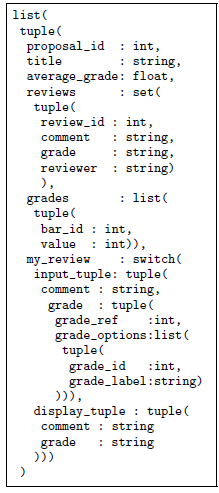 list(
tuple(
proposal_id : int,
title : string,
average_grade: float,
reviews : set(
tuple(
review_id : int,
comment : string,
grade : string,
reviewer : string)
),
grades : list(
tuple(
bar_id : int,
value : int)),
my_review : switch(
input_tuple: tuple(
comment : string,
grade : tuple(
grade_ref :int,
grade_options:list(
tuple(
grade_id :int,
grade_label:string)
))),
display_tuple : tuple(
comment : string
grade : string
)))
)